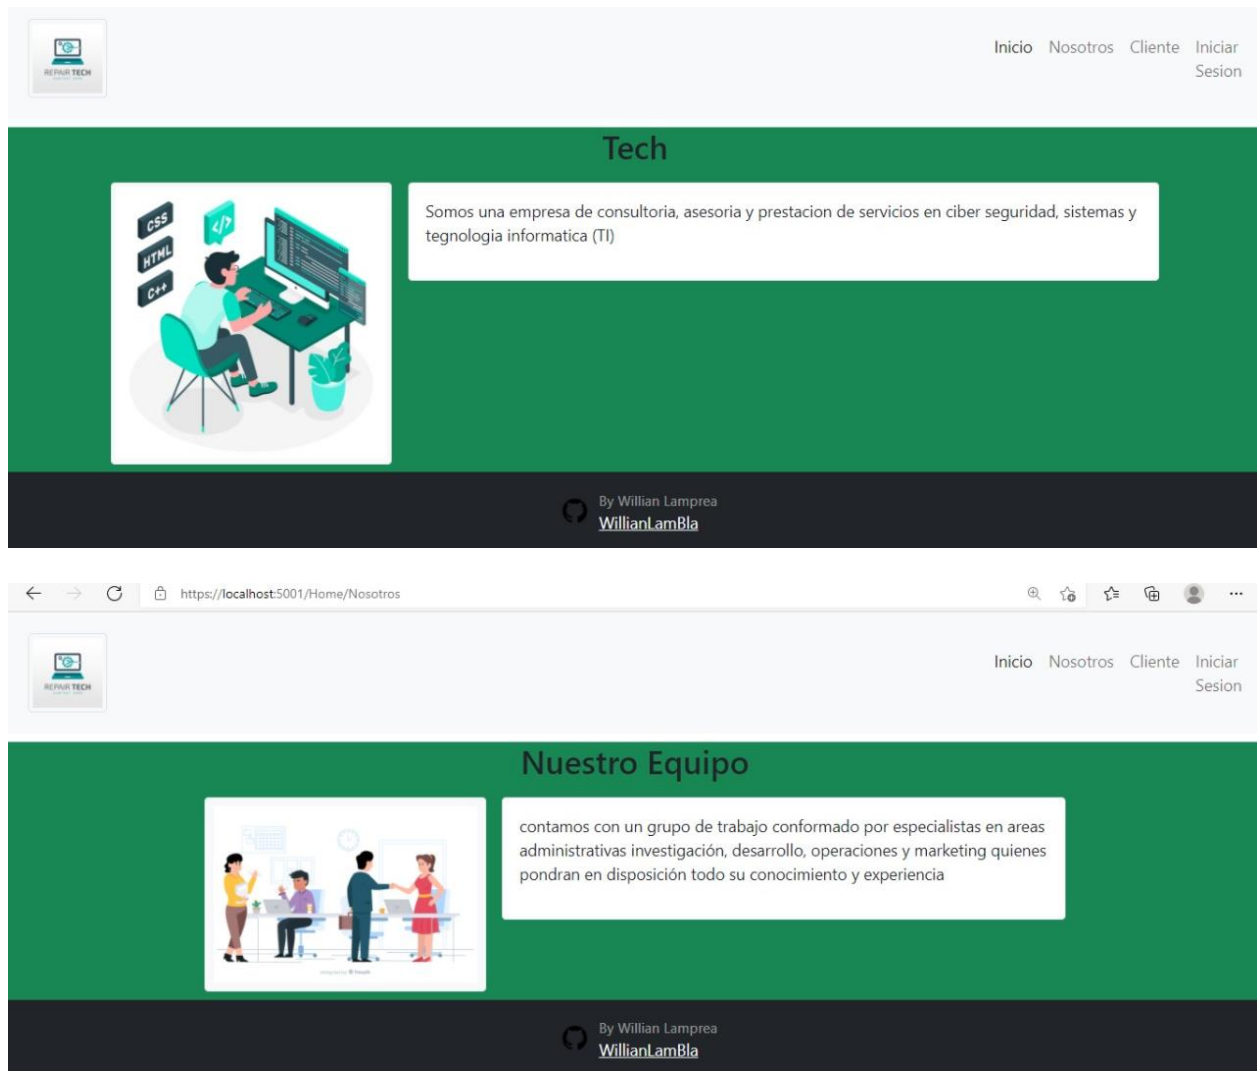 REPAIR TECH
Inicio Nosotros Cliente Iniciar Sesion
Tech
CSS
</>
HTML
C++
Somos una empresa de consultoria, asesoria y prestacion de servicios en ciber seguridad, sistemas y
tegnologia informatica (TI)
By Willian Lamprea
WillianLamBla
https://localhost:5001/Home/Nosotros
REPAIR TECH
Inicio Nosotros Cliente Iniciar Sesion
Nuestro Equipo
contamos con un grupo de trabajo conformado por especialistas en areas
administrativas investigación, desarrollo, operaciones y marketing quienes
pondran en disposición todo su conocimiento y experiencia
By Willian Lamprea
WillianLamBla